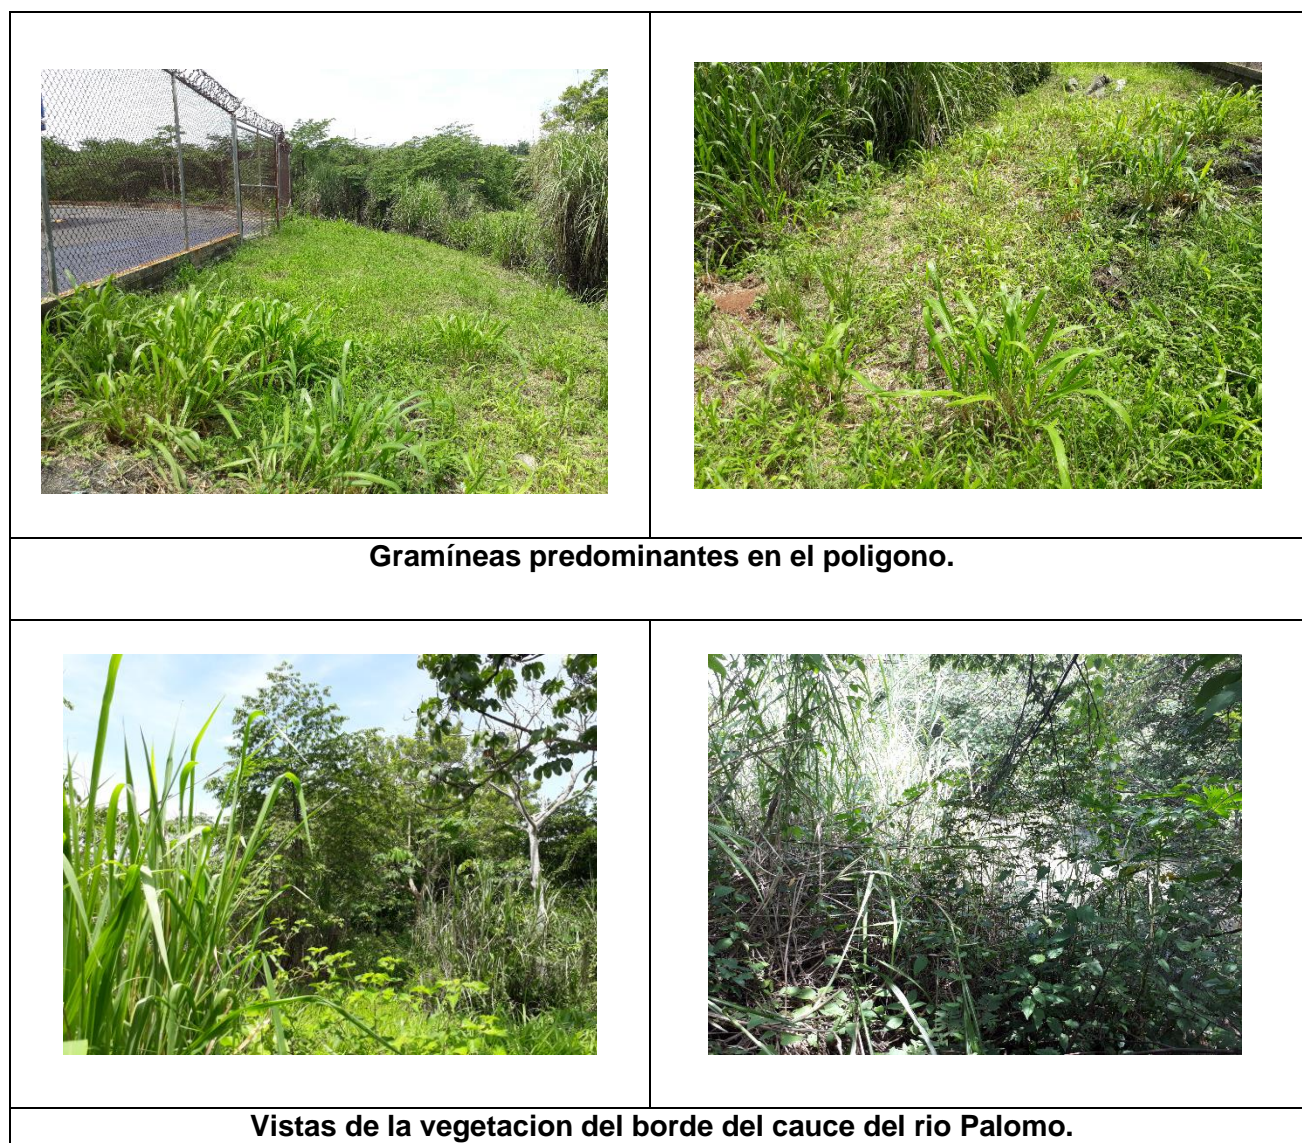 Gramíneas predominantes en el poligono.
Vistas de la vegetacion del borde del cauce del rio Palomo.